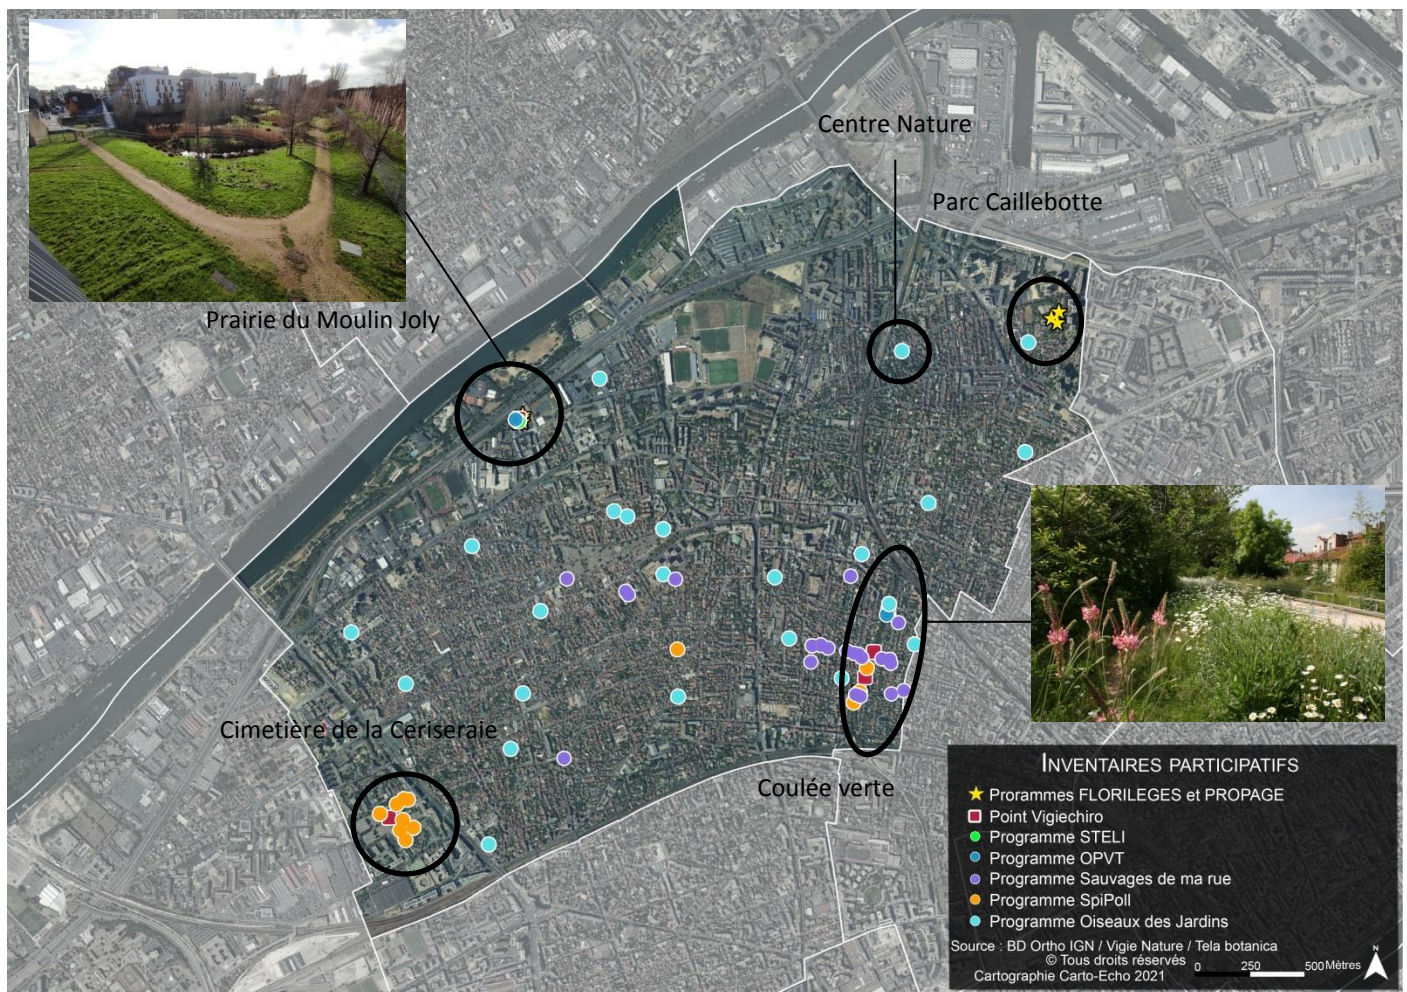 Centre Nature
Parc Caillebotte
Prairie du Moulin Joly
Cimetière de la Ceriseraie
Coulée verte
INVENTAIRES PARTICIPATIFS
Prorammes FLORILEGES et PROPAGE
Point Vigiechiro
Programme STELI
Programme OPVT
Programme Sauvages de ma rue
Programme SpiPoll
Programme Oiseaux des Jardins
Source : BD Ortho IGN / Vigie Nature / Tela botanica
© Tous droits réservés
Cartographie Carto-Echo 2021
0 250 500 Mètres
N